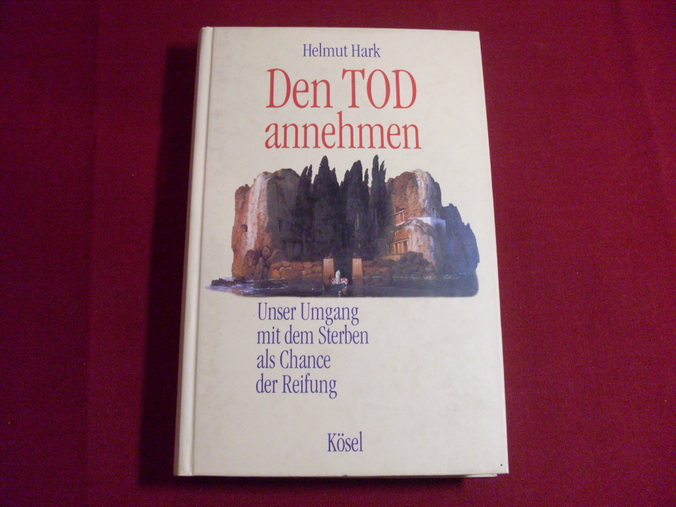 Helmut Hark
Den TOD
annehmen
Unser Umgang
mit dem Sterben
als Chance
der Reifung
Kösel